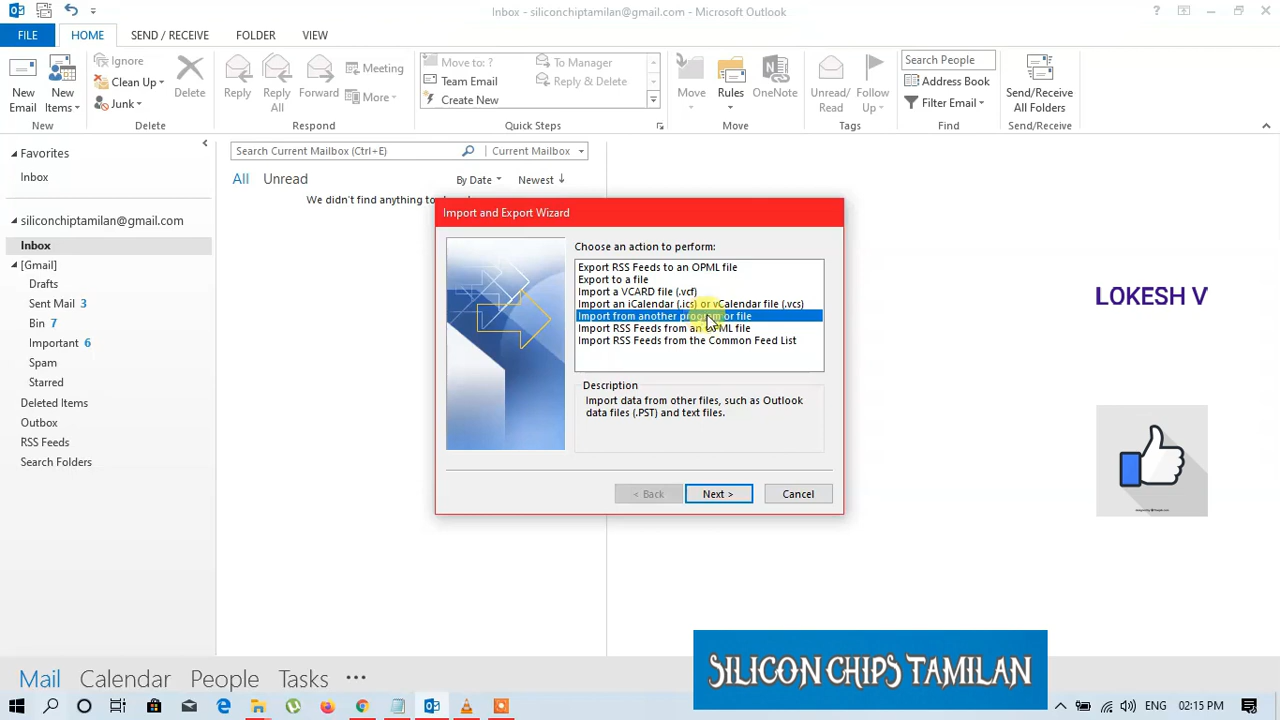 Inbox - siliconchiptamilan@gmail.com - Microsoft Outlook
FILE HOME SEND / RECEIVE FOLDER VIEW
New Email
New Items
Ignore
Clean Up
Junk
Delete
Reply
Reply All
Forward
Meeting
More
Move to: ?
Team Email
Create New
To Manager
Reply & Delete
Move
Rules
OneNote
Unread/ Read
Follow Up
Search People
Address Book
Filter Email
Send/Receive All Folders
New Delete Respond Quick Steps Move Tags Find Send/Receive
Favorites
Inbox
siliconchiptamilan@gmail.com
Inbox
[Gmail]
Drafts
Sent Mail 3
Bin 7
Important 6
Spam
Starred
Deleted Items
Outbox
RSS Feeds
Search Folders
Search Current Mailbox (Ctrl+E) Current Mailbox
All Unread By Date Newest
We didn't find anything to
Import and Export Wizard
Choose an action to perform:
Export RSS Feeds to an OPML file
Export to a file
Import a VCARD file (.vcf)
Import an iCalendar (.ics) or vCalendar file (.vcs)
Import from another program or file
Import RSS Feeds from an OPML file
Import RSS Feeds from the Common Feed List
Description
Import data from other files, such as Outlook
data files (.PST) and text files.
< Back Next > Cancel
LOKESH V
SILICON CHIPS TAMILAN
Mail Calendar People Tasks •••
02:15 PM